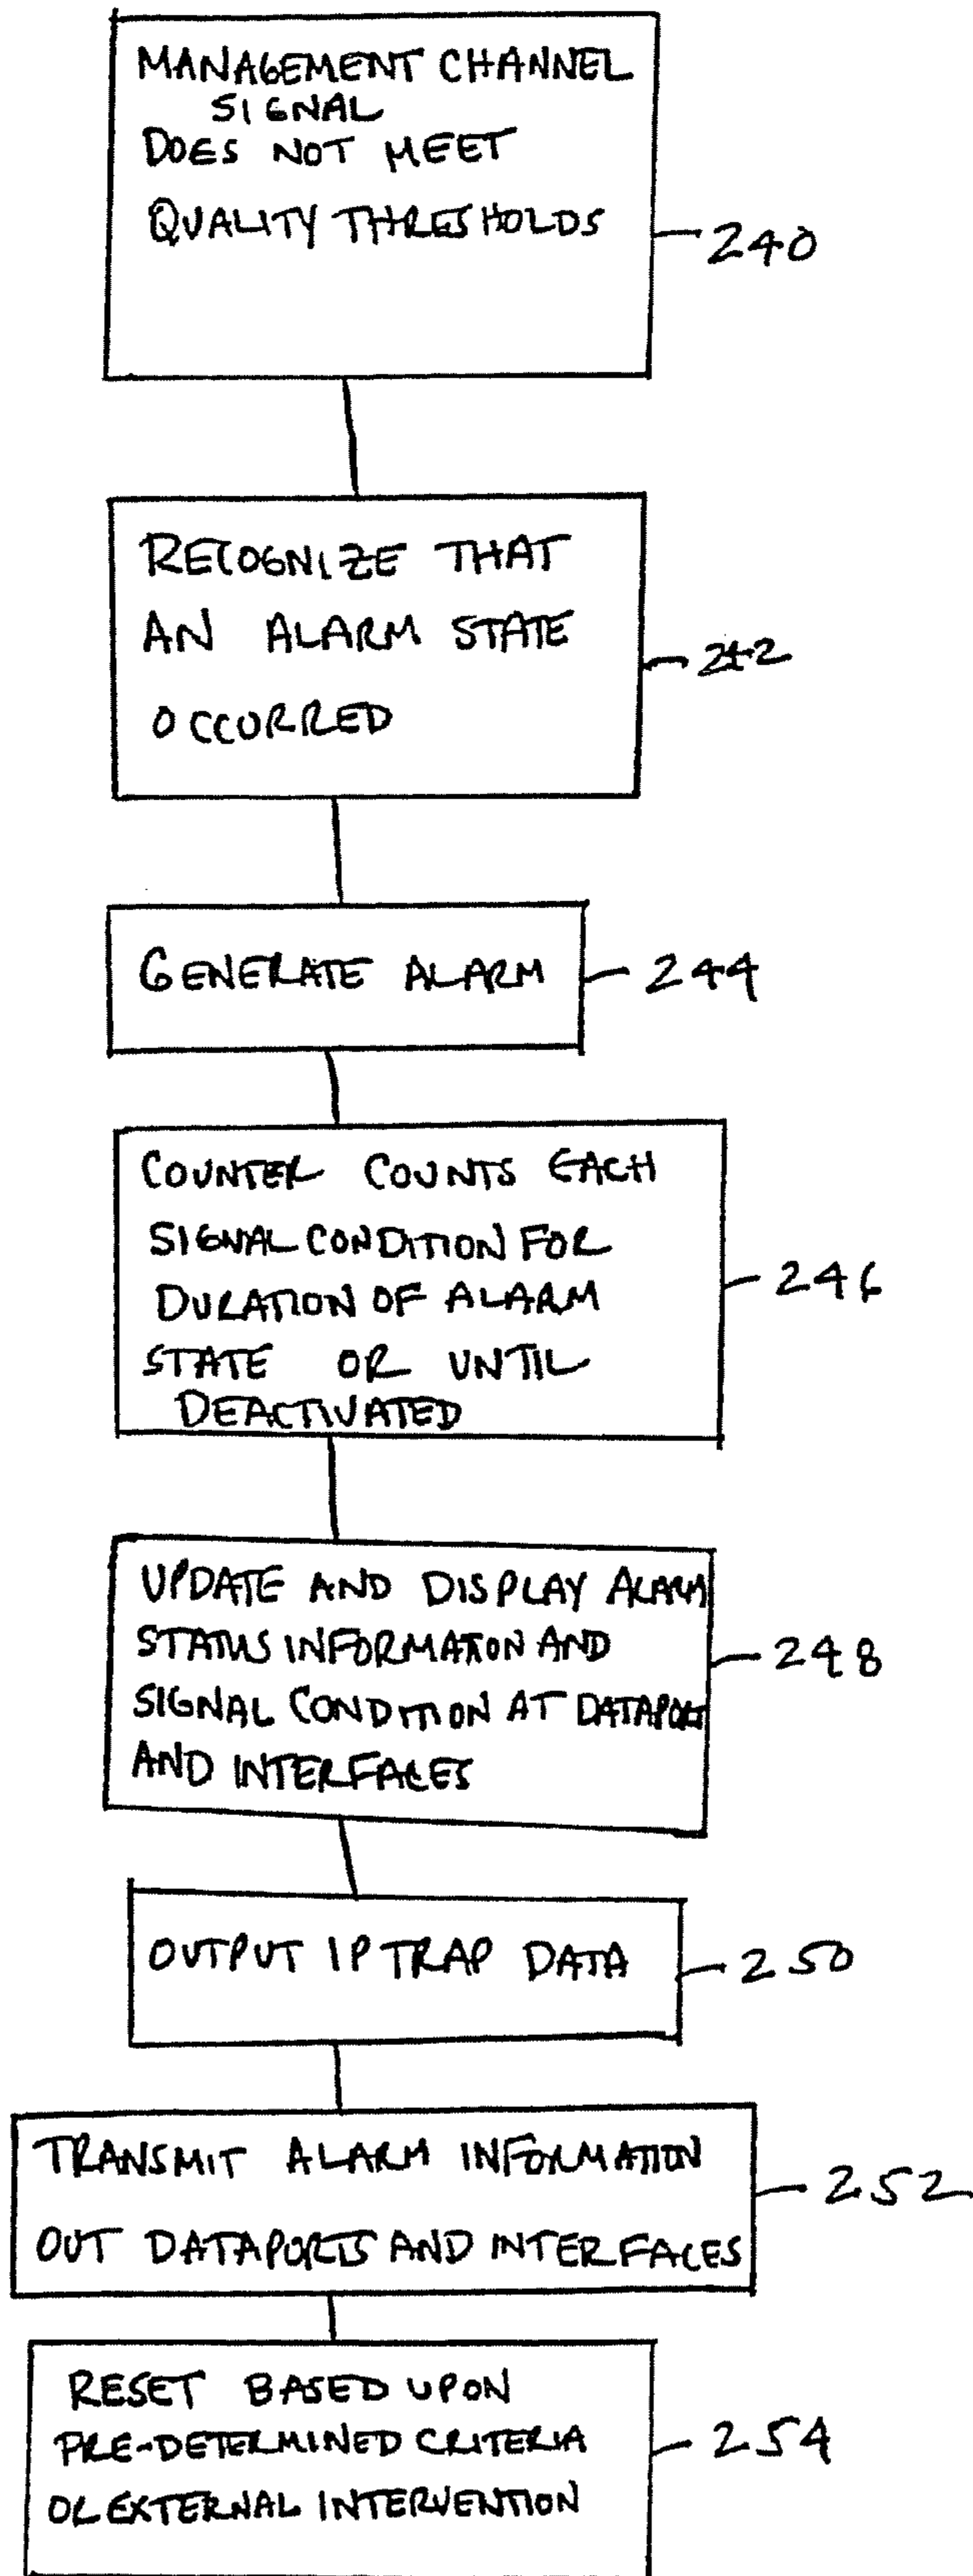 MANAGEMENT CHANNEL
SIGNAL
DOES NOT MEET
QUALITY THRESHOLDS
240
RECOGNIZE THAT
AN ALARM STATE
OCCURRED
242
GENERATE ALARM
244
COUNTER COUNTS EACH
SIGNAL CONDITION FOR
DURATION OF ALARM
STATE OR UNTIL
DEACTIVATED
246
UPDATE AND DISPLAY ALARM
STATUS INFORMATION AND
SIGNAL CONDITION AT DATAPORT
AND INTERFACES
248
OUTPUT IP TRAP DATA
250
TRANSMIT ALARM INFORMATION
OUT DATAPORTS AND INTERFACES
252
RESET BASED UPON
PRE-DETERMINED CRITERIA
OR EXTERNAL INTERVENTION
254